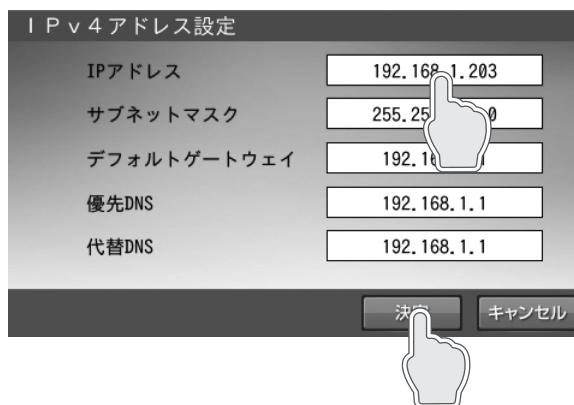 IPv4アドレス設定
IPアドレス 192.168.1.203
サブネットマスク
デフォルトゲートウェイ
優先DNS 192.168.1.1
代替DNS 192.168.1.1
決定 キャンセル